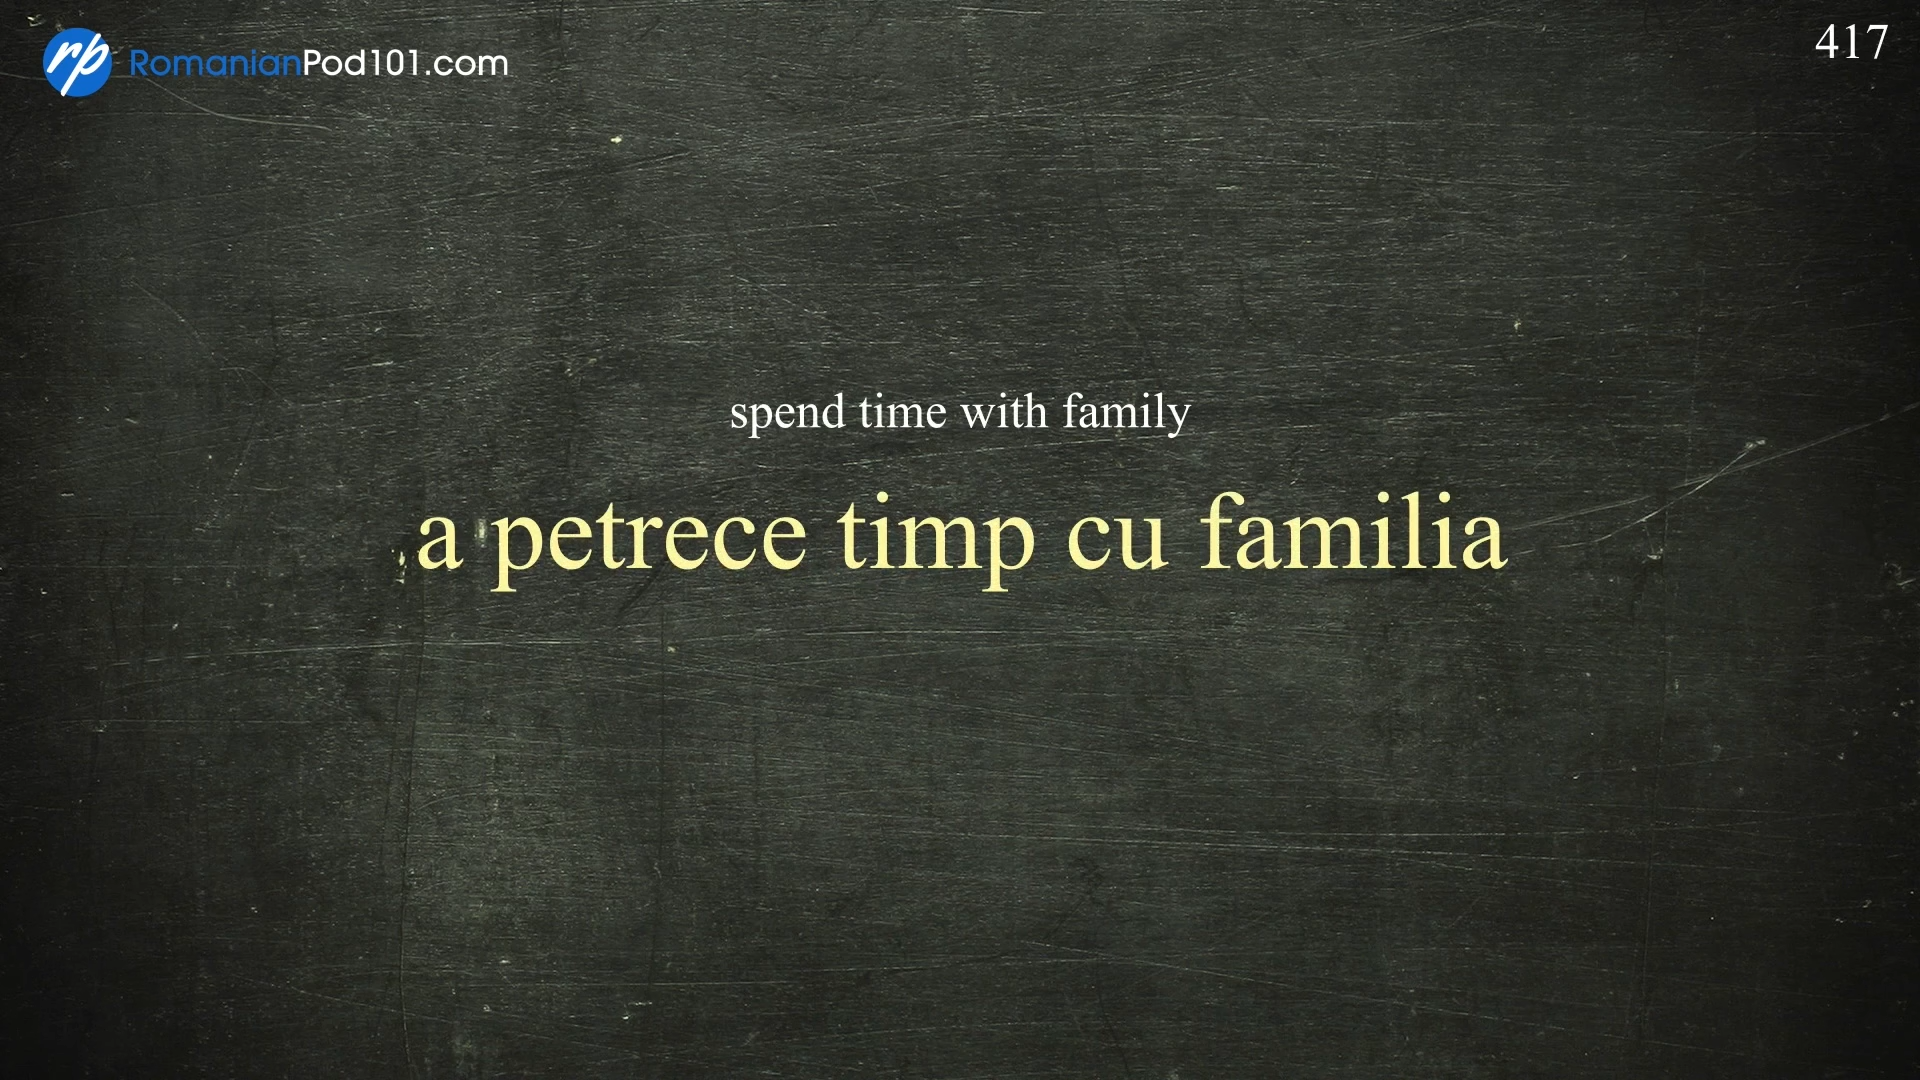 RomanianPod101.com
417
spend time with family
a petrece timp cu familia